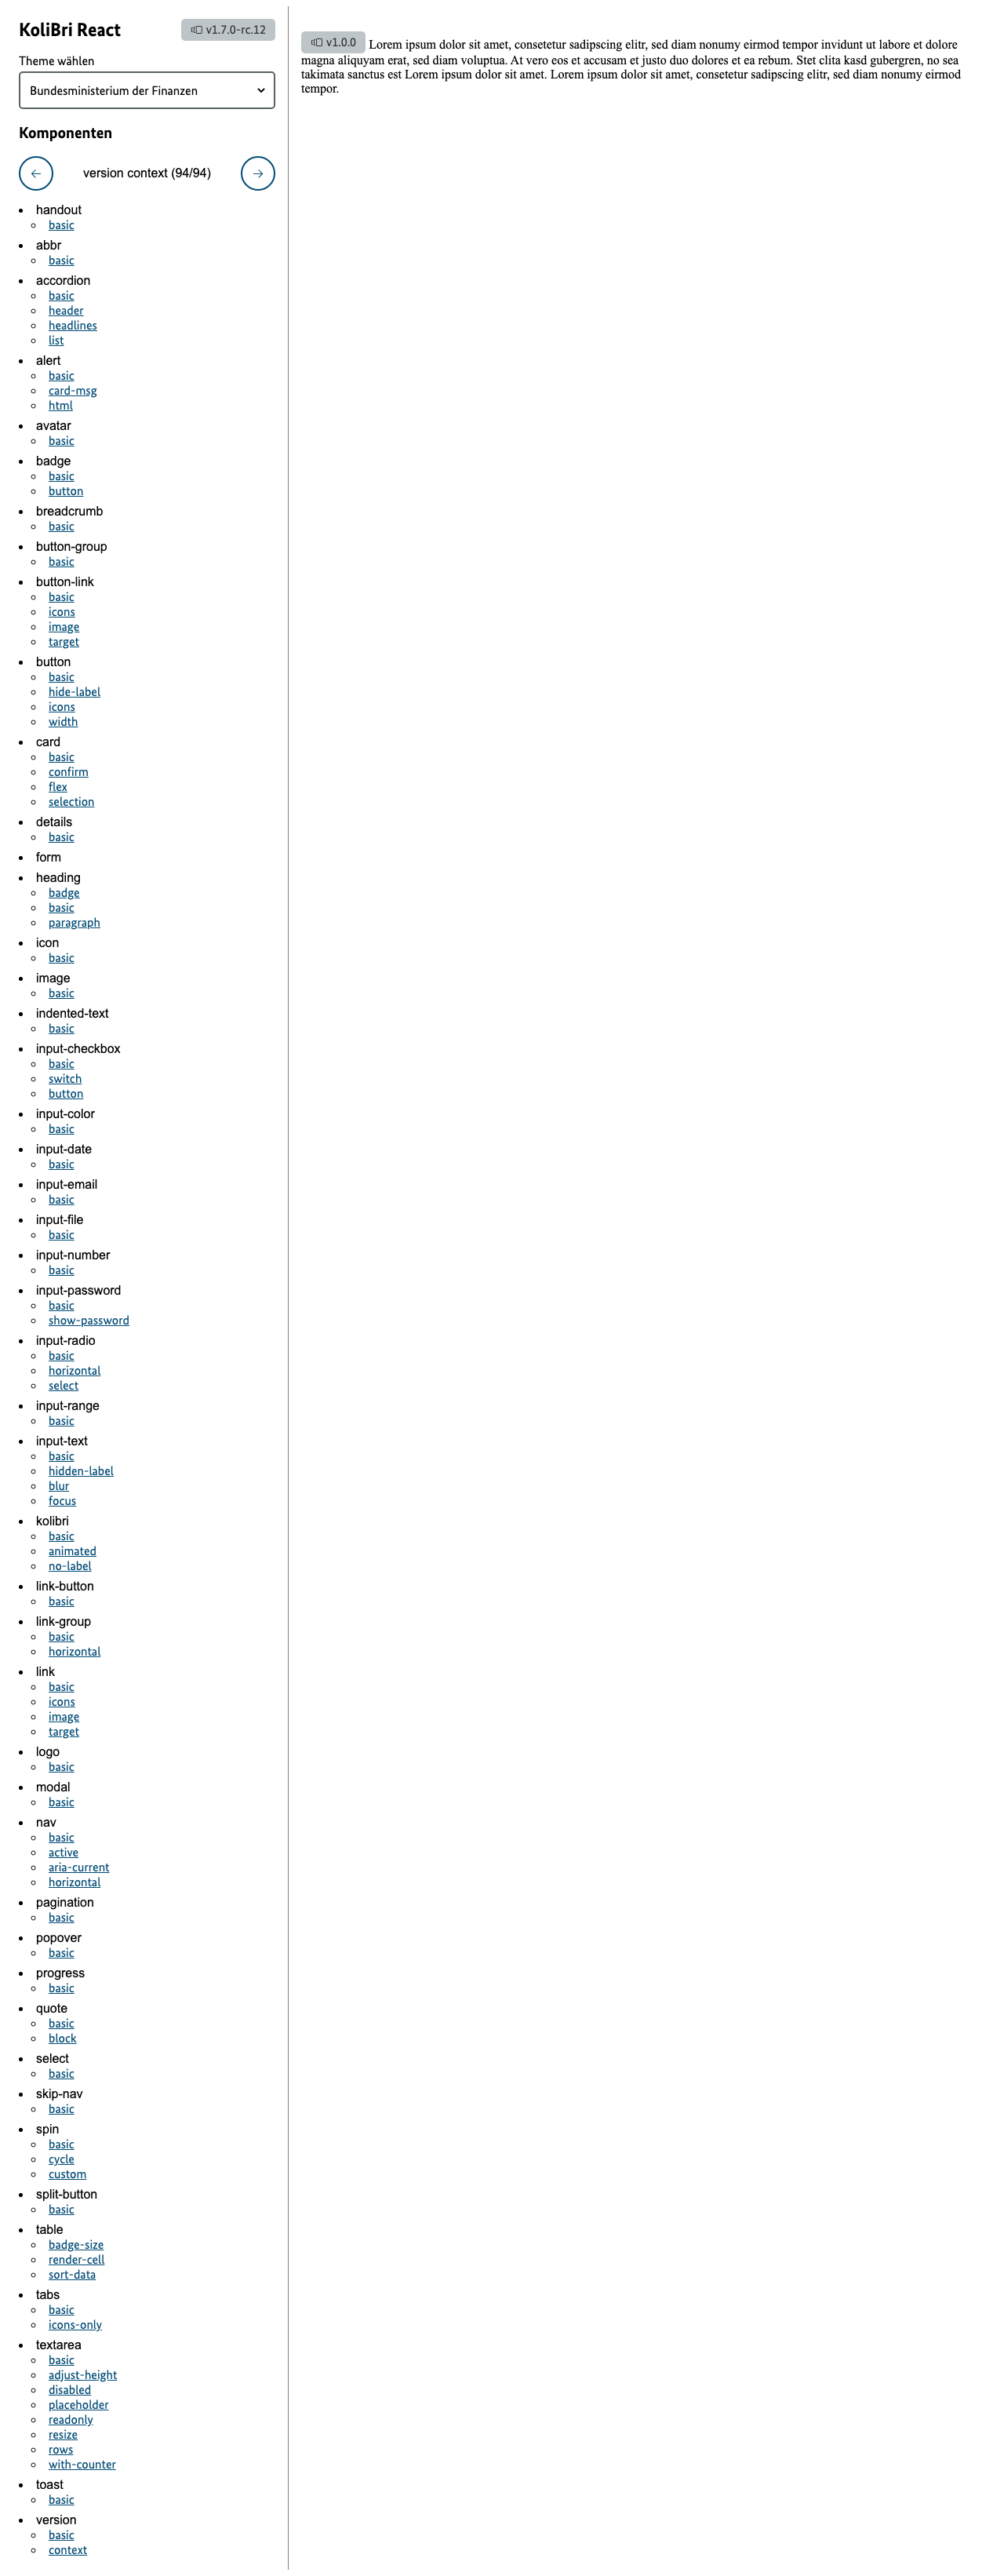 KoliBri React
v1.7.0-rc.12
Theme wählen
Bundesministerium der Finanzen
Komponenten
version context (94/94)
handout
basic
abbr
basic
accordion
basic
header
headlines
list
alert
basic
card-msg
html
avatar
basic
badge
basic
button
breadcrumb
basic
button-group
basic
button-link
basic
icons
image
target
button
basic
hide-label
icons
width
card
basic
confirm
flex
selection
details
basic
form
heading
badge
basic
paragraph
icon
basic
image
basic
indented-text
basic
input-checkbox
basic
switch
button
input-color
basic
input-date
basic
input-email
basic
input-file
basic
input-number
basic
input-password
basic
show-password
input-radio
basic
horizontal
select
input-range
basic
input-text
basic
hidden-label
blur
focus
kolibri
basic
animated
no-label
link-button
basic
link-group
basic
horizontal
link
basic
icons
image
target
logo
basic
modal
basic
nav
basic
active
aria-current
horizontal
pagination
basic
popover
basic
progress
basic
quote
basic
block
select
basic
skip-nav
basic
spin
basic
cycle
custom
split-button
basic
table
badge-size
render-cell
sort-data
tabs
basic
icons-only
textarea
basic
adjust-height
disabled
placeholder
readonly
resize
rows
with-counter
toast
basic
version
basic
context
v1.0.0 Lorem ipsum dolor sit amet, consetetur sadipscing elitr, sed diam nonumy eirmod tempor invidunt ut labore et dolore
magna aliquyam erat, sed diam voluptua. At vero eos et accusam et justo duo dolores et ea rebum. Stet clita kasd gubergren, no sea
takimata sanctus est Lorem ipsum dolor sit amet. Lorem ipsum dolor sit amet, consetetur sadipscing elitr, sed diam nonumy eirmod
tempor.